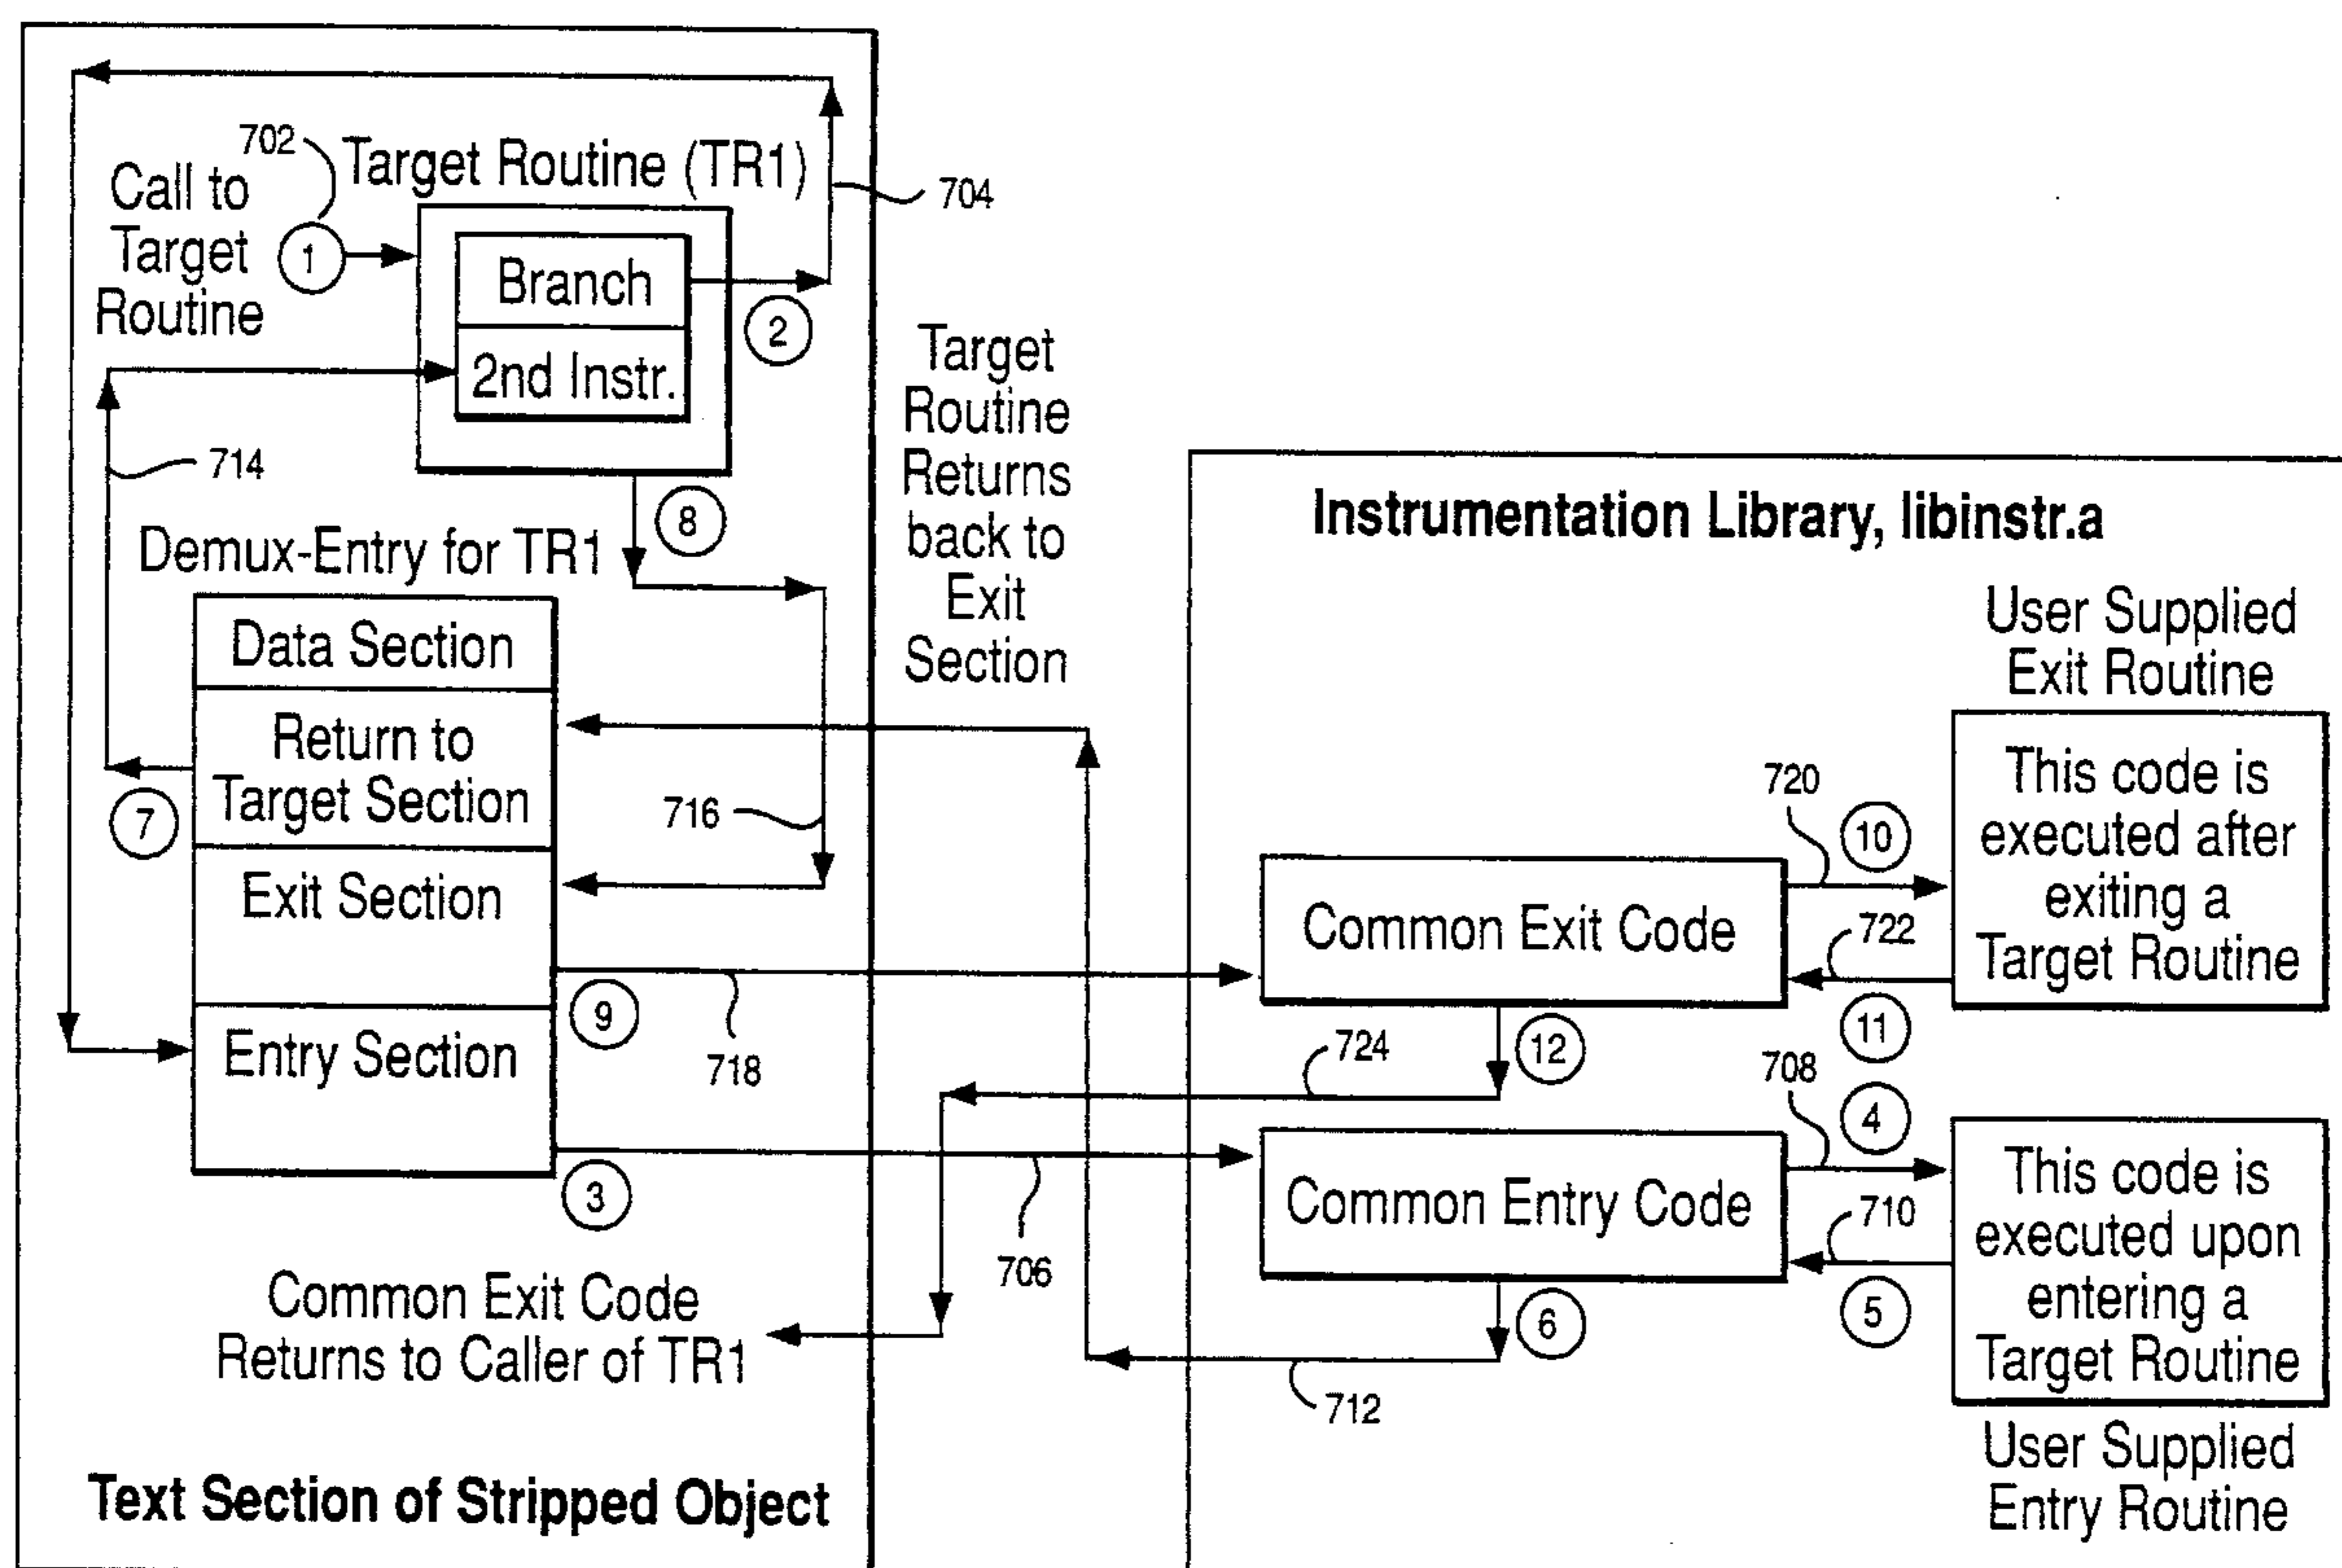 702
Target Routine (TR1)
Call to
Target
Routine
1
704
Branch
2
2nd Instr.
714
8
Demux-Entry for TR1
Target
Routine
Returns
back to
Exit
Section
Data Section
Return to
Target Section
7
716
Exit Section
9
718
Entry Section
3
706
Common Exit Code
Returns to Caller of TR1
Text Section of Stripped Object
Instrumentation Library, libinstr.a
User Supplied
Exit Routine
This code is
executed after
exiting a
Target Routine
720
10
Common Exit Code
722
11
12
724
708
4
Common Entry Code
710
5
6
712
This code is
executed upon
entering a
Target Routine
User Supplied
Entry Routine